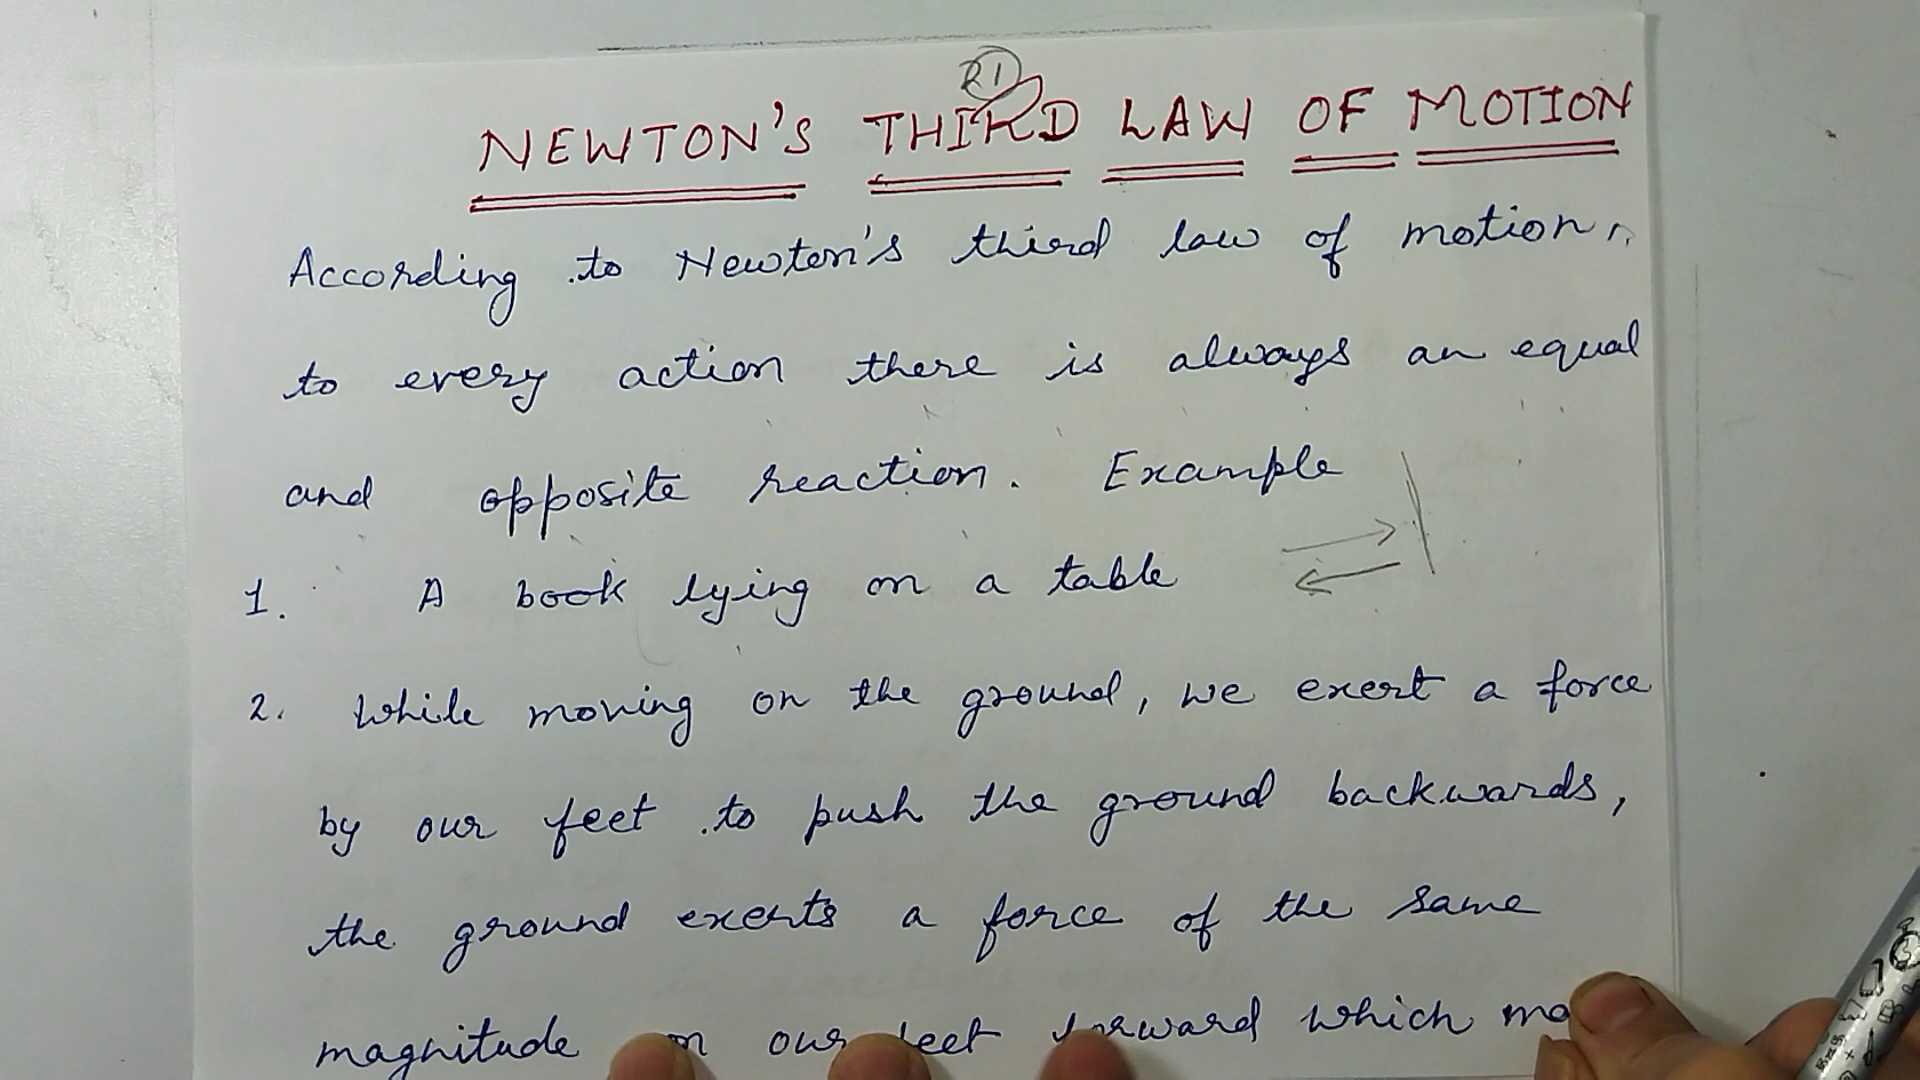 R1
NEWTON'S THIRD LAW OF MOTION
According to Newton's third law of motion,
to every action there is always an equal
and opposite reaction. Example
1. A book lying on a table
2. While moving on the ground, we exert a force
by our feet to push the ground backwards,
the ground exerts a force of the same
magnitude on our feet forward which